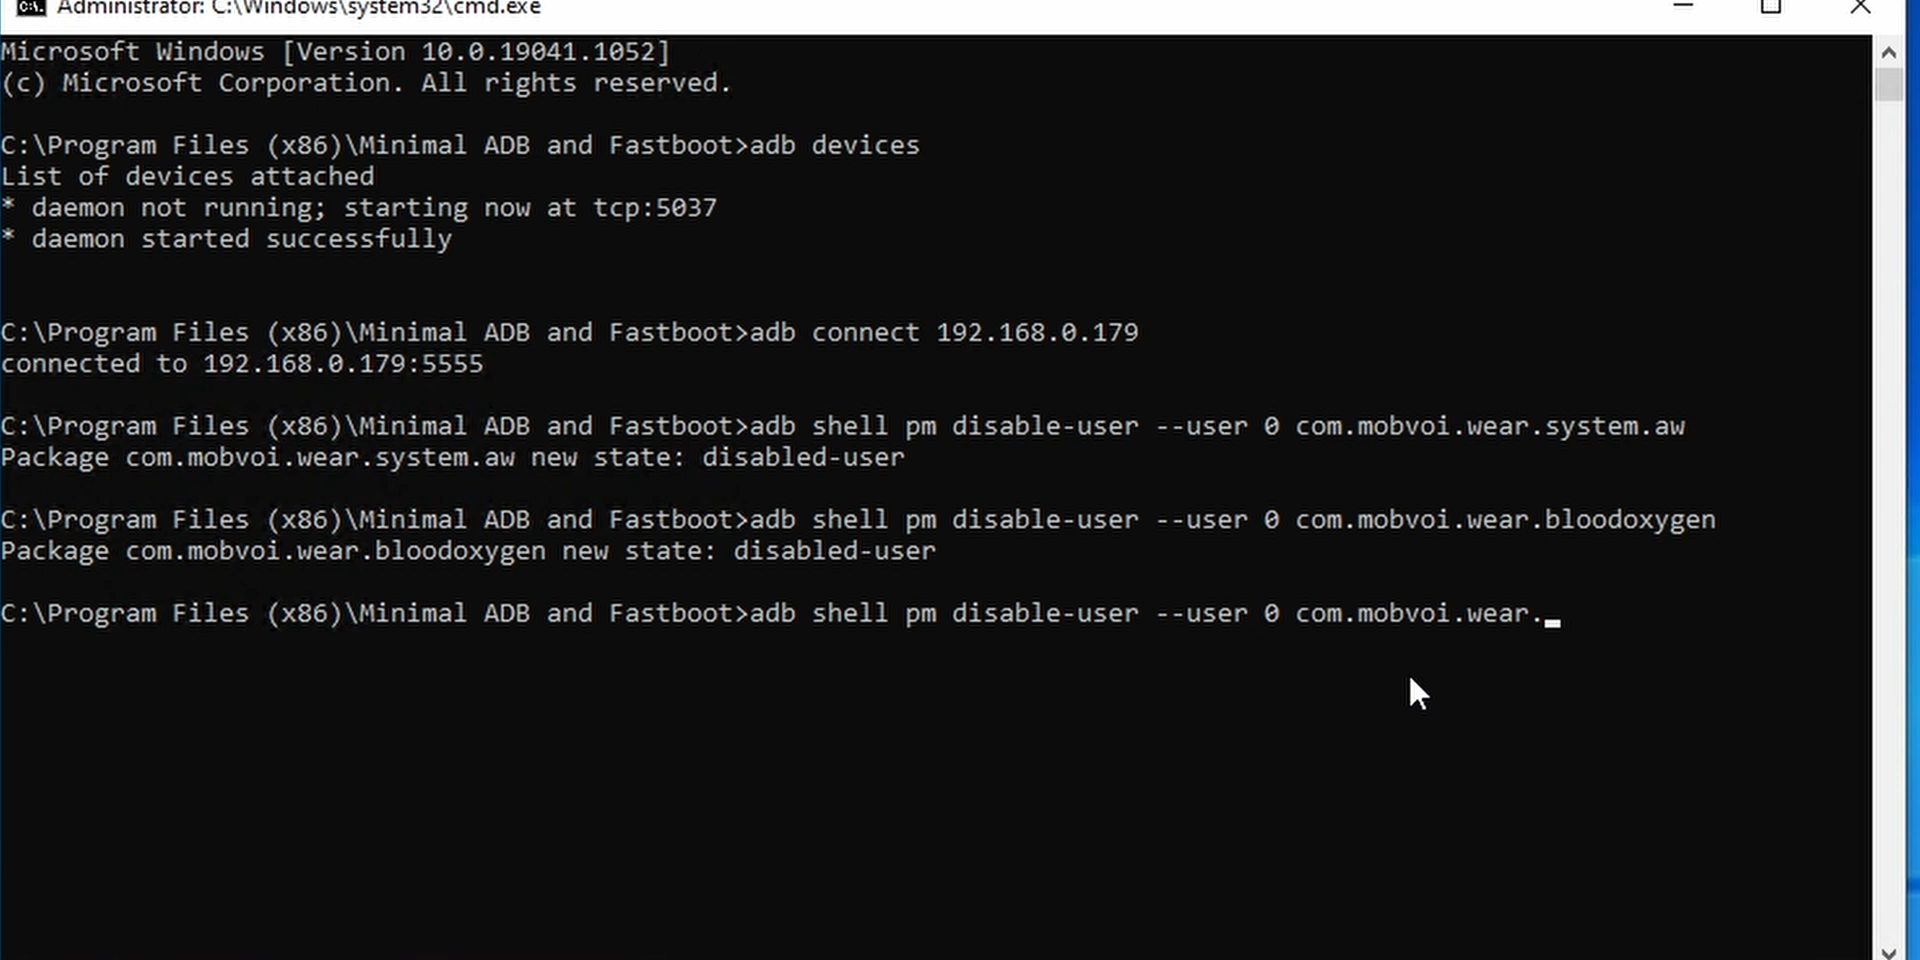 Administrator: C:\Windows\system32\cmd.exe
Microsoft Windows [Version 10.0.19041.1052]
(c) Microsoft Corporation. All rights reserved.
C:\Program Files (x86)\Minimal ADB and Fastboot>adb devices
List of devices attached
* daemon not running; starting now at tcp:5037
* daemon started successfully
C:\Program Files (x86)\Minimal ADB and Fastboot>adb connect 192.168.0.179
connected to 192.168.0.179:5555
C:\Program Files (x86)\Minimal ADB and Fastboot>adb shell pm disable-user --user 0 com.mobvoi.wear.system.aw
Package com.mobvoi.wear.system.aw new state: disabled-user
C:\Program Files (x86)\Minimal ADB and Fastboot>adb shell pm disable-user --user 0 com.mobvoi.wear.bloodoxygen
Package com.mobvoi.wear.bloodoxygen new state: disabled-user
C:\Program Files (x86)\Minimal ADB and Fastboot>adb shell pm disable-user --user 0 com.mobvoi.wear.